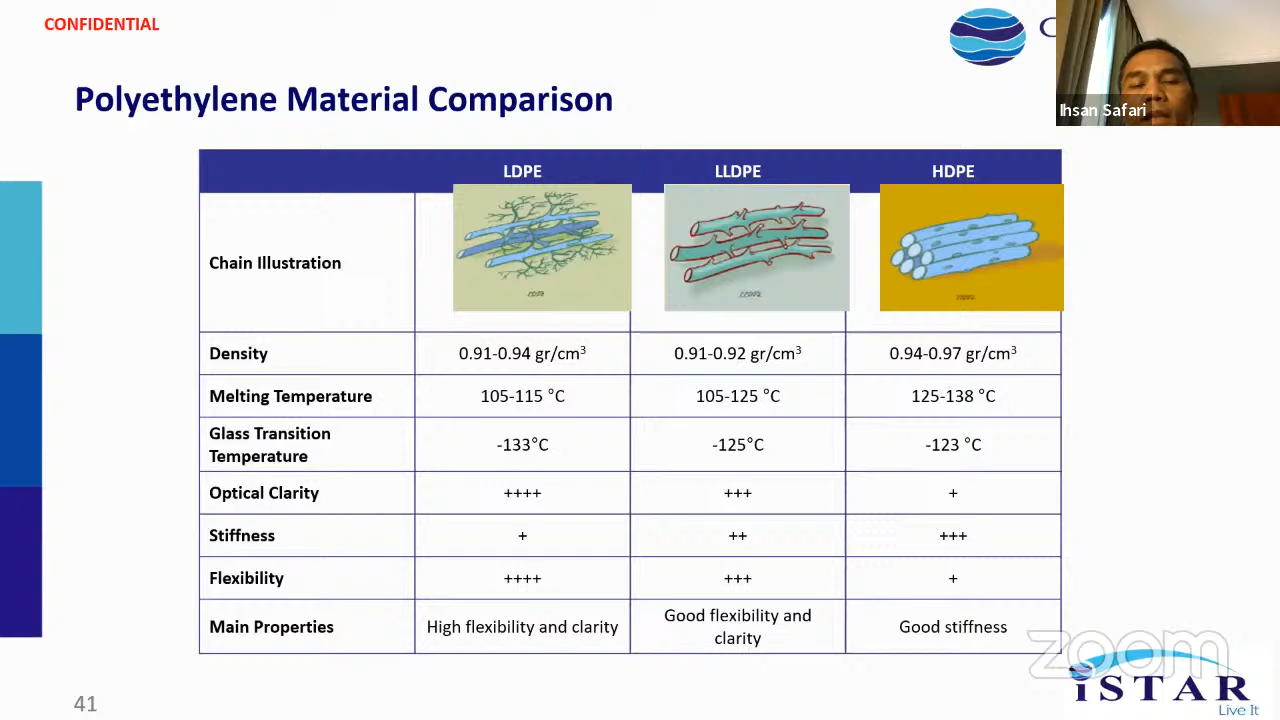 CONFIDENTIAL
C
Ihsan Safari
Polyethylene Material Comparison
LDPE LLDPE HDPE
Chain Illustration
Density 0.91-0.94 gr/cm³ 0.91-0.92 gr/cm³ 0.94-0.97 gr/cm³
Melting Temperature 105-115 °C 105-125 °C 125-138 °C
Glass Transition
Temperature -133°C -125°C -123 °C
Optical Clarity ++++ +++ +
Stiffness + ++ +++
Flexibility ++++ +++ +
Main Properties High flexibility and clarity Good flexibility and
clarity Good stiffness
zoom
iSTAR
Live It
41